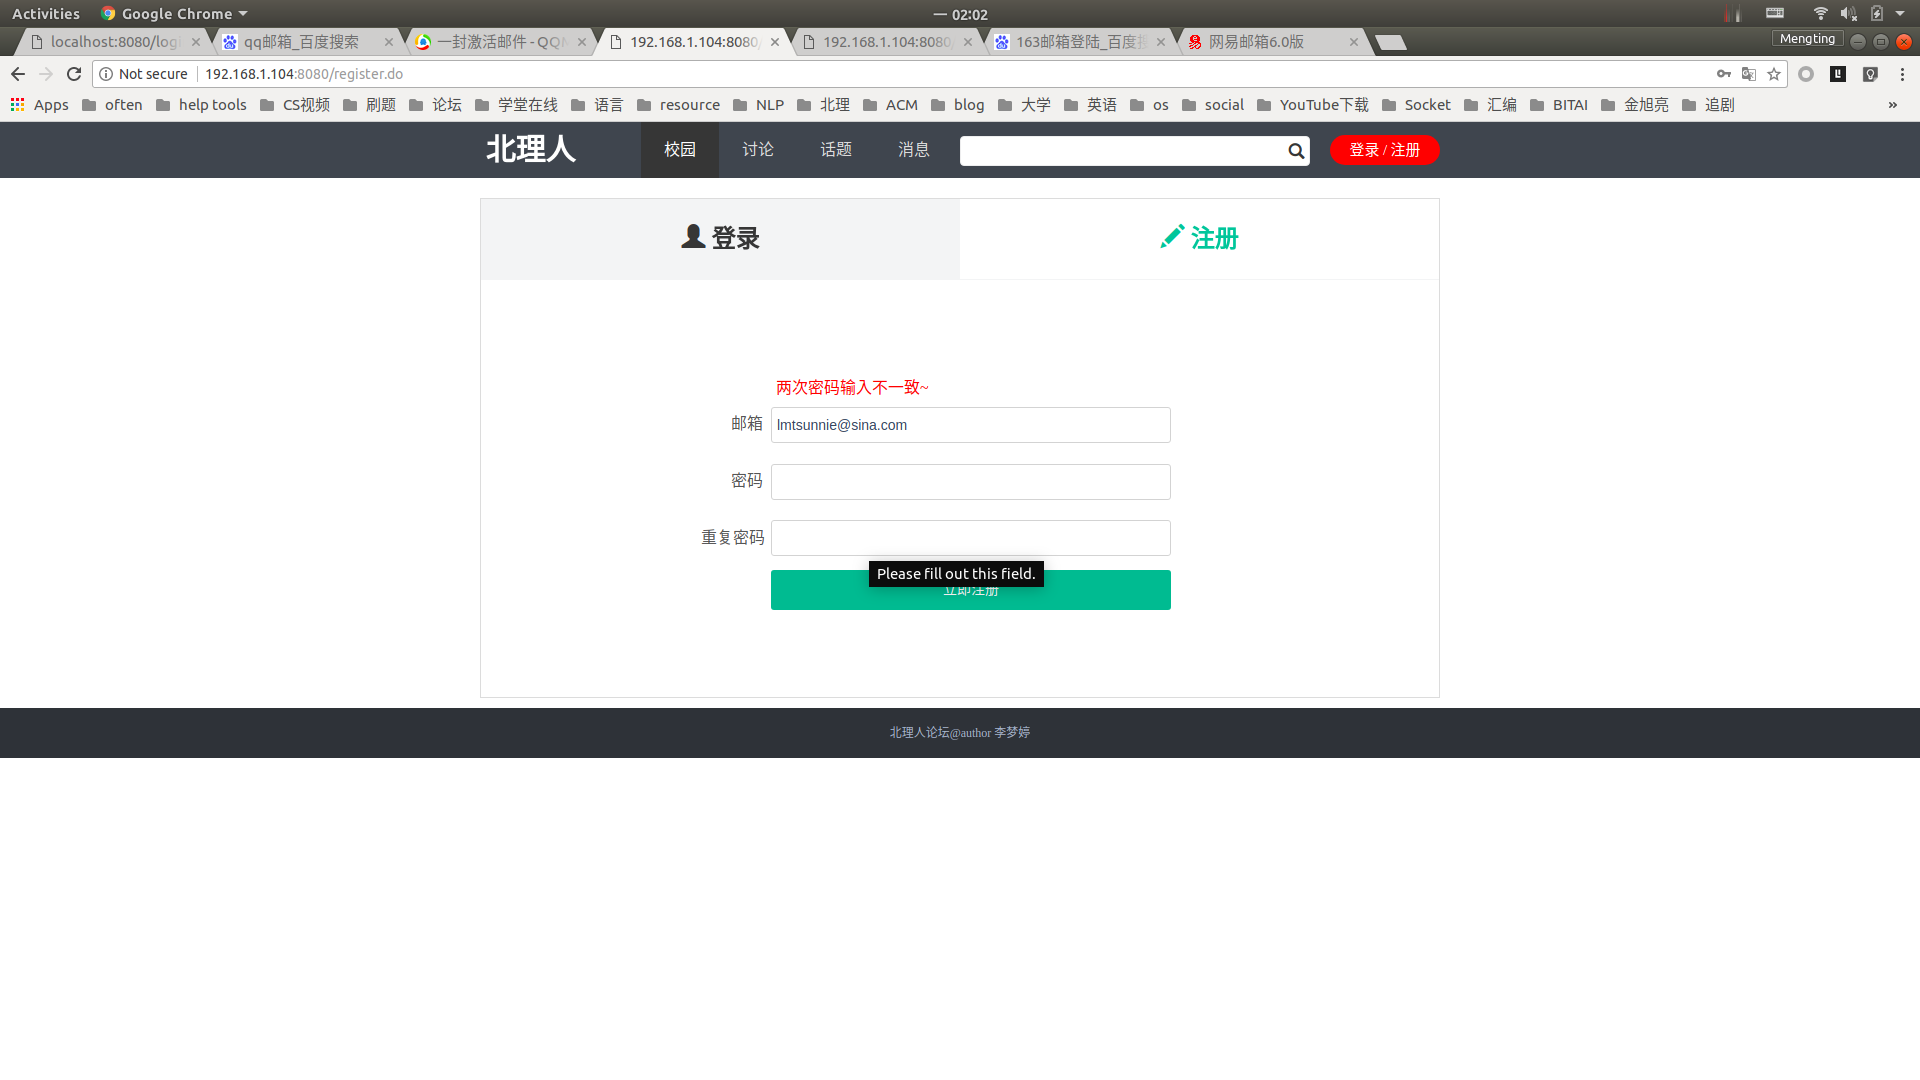 Activities Google Chrome — 02:02
localhost:8080/logi qq邮箱_百度搜索 一封激活邮件 - QQM 192.168.1.104:8080/ 192.168.1.104:8080/ 163邮箱登陆_百度搜 网易邮箱6.0版 Mengting
Not secure 192.168.1.104:8080/register.do
Apps often help tools CS视频 刷题 论坛 学堂在线 语言 resource NLP 北理 ACM blog 大学 英语 os social YouTube下载 Socket 汇编 BITAI 金旭亮 追剧 »
北理人 校园 讨论 话题 消息 登录 / 注册
登录 注册
两次密码输入不一致~
邮箱 lmtsunnie@sina.com
密码
重复密码
Please fill out this field.
立即注册
北理人论坛@author 李梦婷